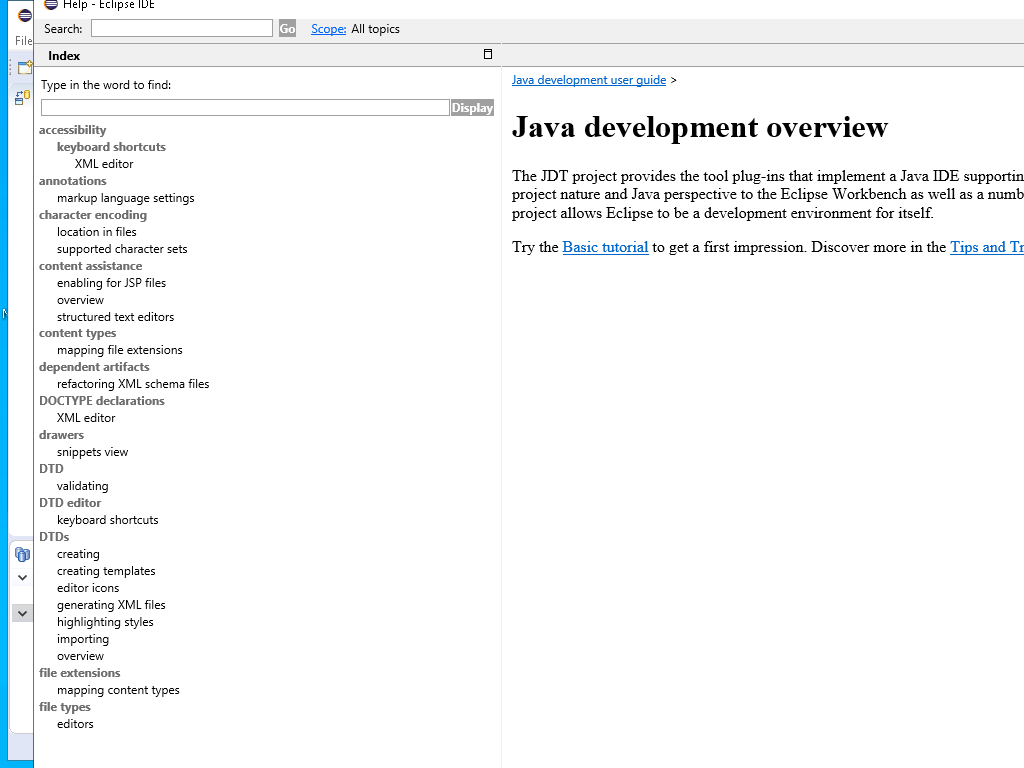 Help - Eclipse IDE
File
Search:
Go
Scope: All topics
Index
Type in the word to find:
Display
accessibility
keyboard shortcuts
XML editor
annotations
markup language settings
character encoding
location in files
supported character sets
content assistance
enabling for JSP files
overview
structured text editors
content types
mapping file extensions
dependent artifacts
refactoring XML schema files
DOCTYPE declarations
XML editor
drawers
snippets view
DTD
validating
DTD editor
keyboard shortcuts
DTDs
creating
creating templates
editor icons
generating XML files
highlighting styles
importing
overview
file extensions
mapping content types
file types
editors
Java development user guide >
Java development overview
The JDT project provides the tool plug-ins that implement a Java IDE supportin
project nature and Java perspective to the Eclipse Workbench as well as a numb
project allows Eclipse to be a development environment for itself.
Try the Basic tutorial to get a first impression. Discover more in the Tips and Tr